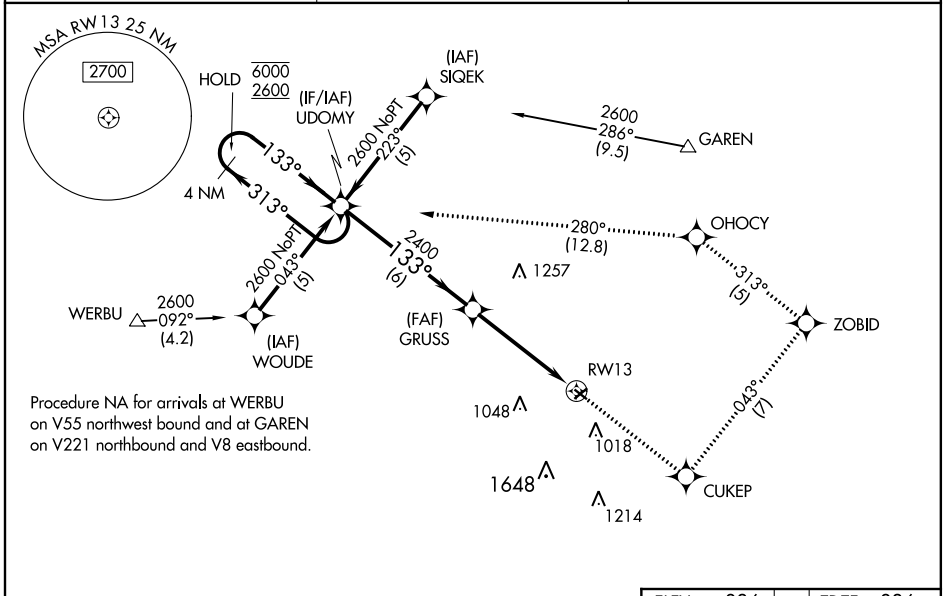 MSA RW13 25 NM
2700
HOLD
6000
2600
(IF/IAF)
UDOMY
(IAF)
SIQEK
2600 NoPT
223°
(5)
2600
286°
(9.5)
GAREN
133°
313°
4 NM
2600 NoPT
043°
(5)
2400
133°
(6)
280°
(12.8)
OHOCY
313°
(5)
1257
WERBU
2600
092°
(4.2)
(IAF)
WOUDE
(FAF)
GRUSS
ZOBID
RW13
043°
(7)
Procedure NA for arrivals at WERBU
on V55 northwest bound and at GAREN
on V221 northbound and V8 eastbound.
1048
1018
1648
1214
CUKEP